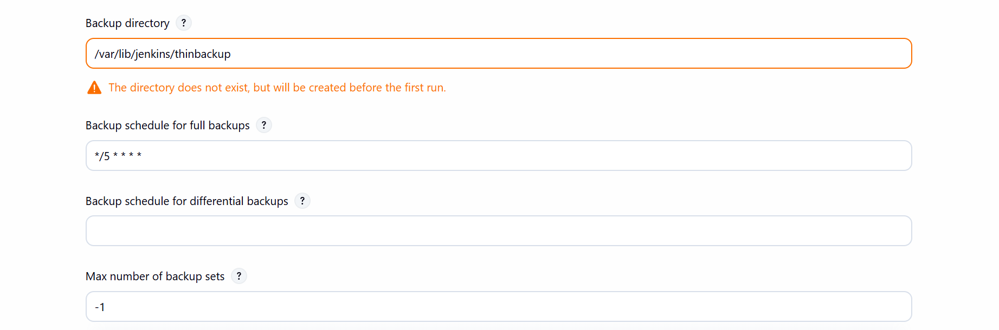 Backup directory ?
/var/lib/jenkins/thinbackup
The directory does not exist, but will be created before the first run.
Backup schedule for full backups ?
*/5 * * * *
Backup schedule for differential backups ?
Max number of backup sets ?
-1